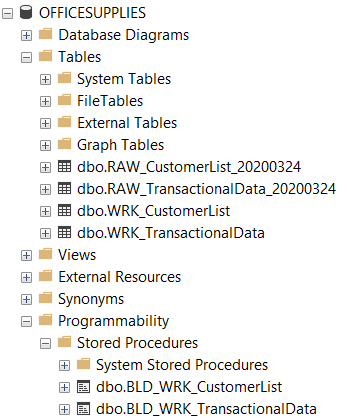 OFFICESUPPLIES
Database Diagrams
Tables
System Tables
FileTables
External Tables
Graph Tables
dbo.RAW_CustomerList_20200324
dbo.RAW_TransactionalData_20200324
dbo.WRK_CustomerList
dbo.WRK_TransactionalData
Views
External Resources
Synonyms
Programmability
Stored Procedures
System Stored Procedures
dbo.BLD_WRK_CustomerList
dbo.BLD_WRK_TransactionalData